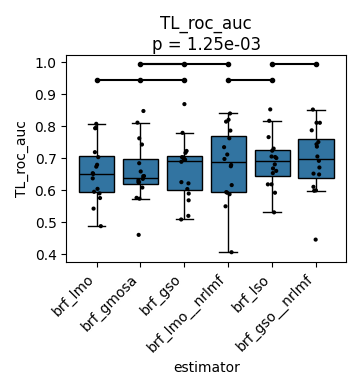 TL_roc_auc
p = 1.25e-03
TL_roc_auc
1.0
0.9
0.8
0.7
0.6
0.5
0.4
brf_lmo
brf_gmosa
brf_gso
brf_lmo__nrlmf
brf_lso
brf_gso__nrlmf
estimator